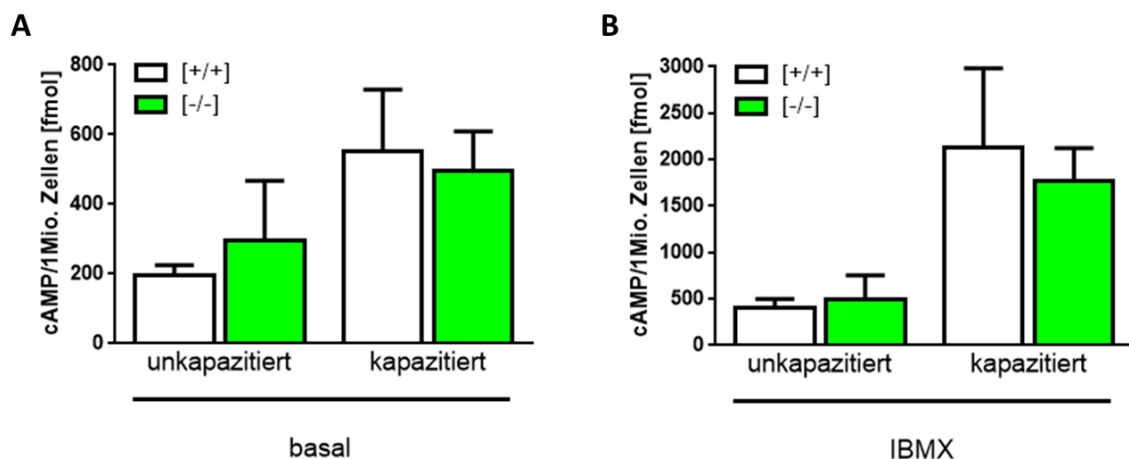 A
cAMP/1Mio. Zellen [fmol]
800
600
400
200
0
[+/+]
[-/-]
unkapazitiert
kapazitiert
basal
B
cAMP/1Mio. Zellen [fmol]
3000
2500
2000
1500
1000
500
0
[+/+]
[-/-]
unkapazitiert
kapazitiert
IBMX